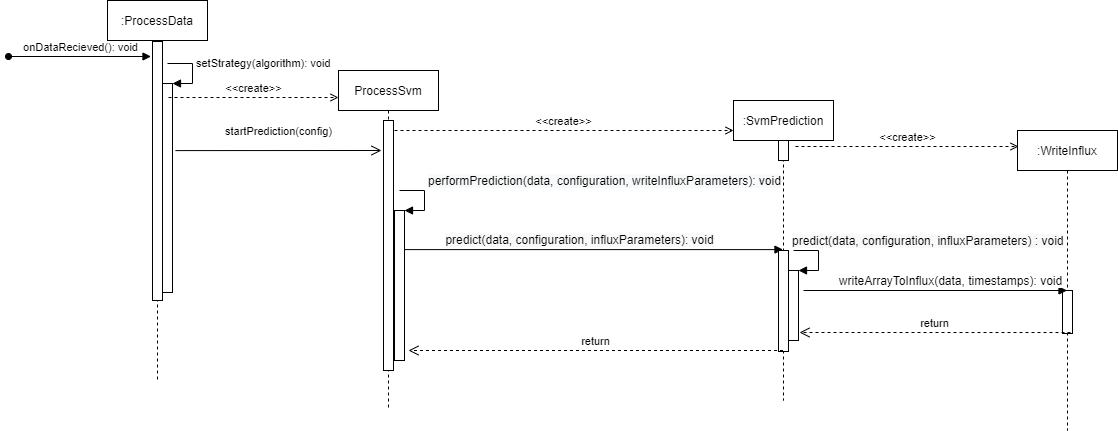 :ProcessData
onDataRecieved(): void
setStrategy(algorithm): void
<<create>>
ProcessSvm
startPrediction(config)
<<create>>
:SvmPrediction
<<create>>
:WriteInflux
performPrediction(data, configuration, writeInfluxParameters): void
predict(data, configuration, influxParameters): void
predict(data, configuration, influxParameters) : void
writeArrayToInflux(data, timestamps): void
return
return